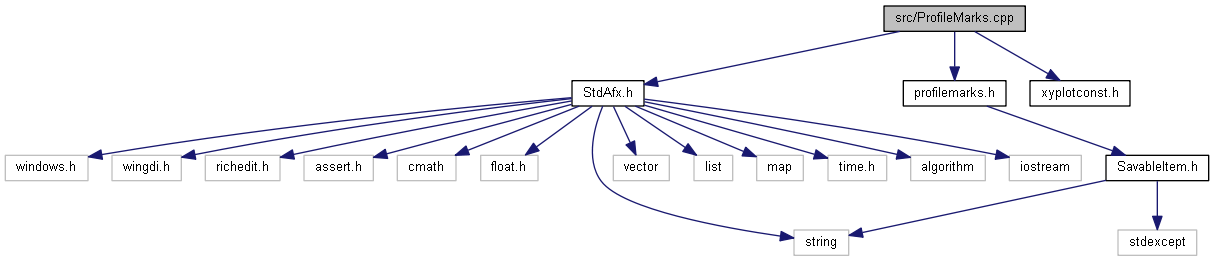 src/ProfileMarks.cpp
StdAfx.h
profilemarks.h
xyplotconst.h
windows.h
wingdi.h
richedit.h
assert.h
cmath
float.h
vector
list
map
time.h
algorithm
iostream
SavableItem.h
string
stdexcept